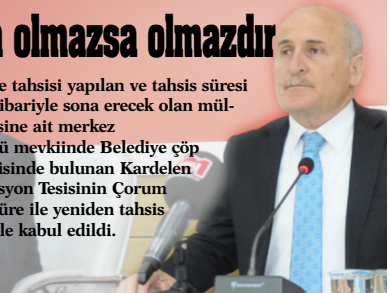 olmazsa olmazdır
e tahsisi yapılan ve tahsis süresi
ibariyle sona erecek olan mül-
sine ait merkez
ü mevkiinde Belediye çöp
isinde bulunan Kardelen
syon Tesisinin Çorum
üre ile yeniden tahsis
le kabul edildi.